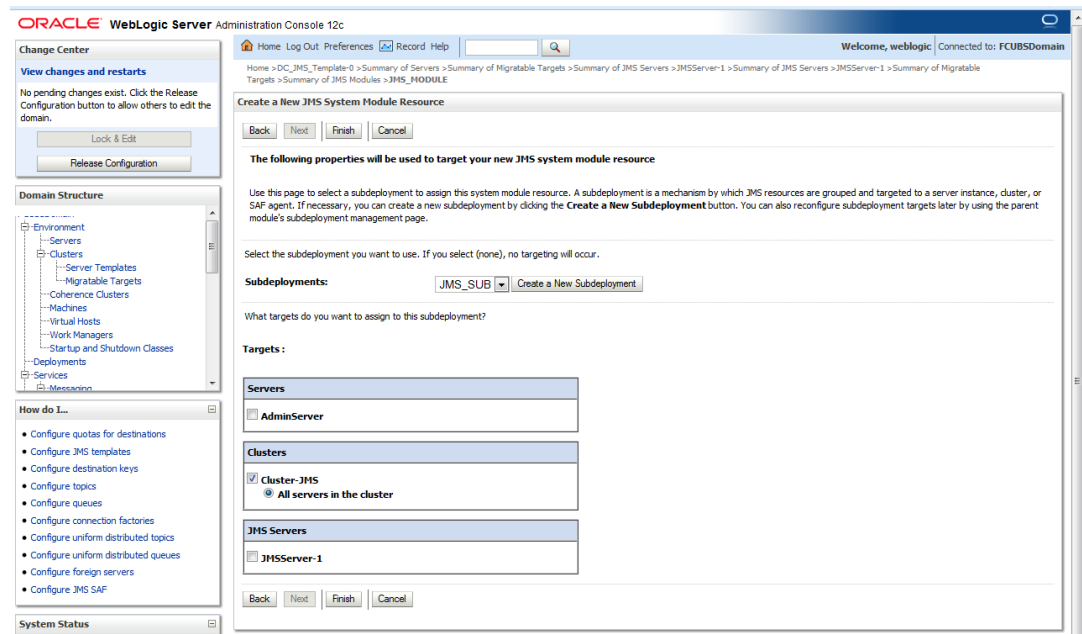 ORACLE WebLogic Server Administration Console 12c
Change Center
View changes and restarts
No pending changes exist. Click the Release
Configuration button to allow others to edit the
domain.
Lock & Edit
Release Configuration
Domain Structure
Environment
Servers
Clusters
Server Templates
Migratable Targets
Coherence Clusters
Machines
Virtual Hosts
Work Managers
Startup and Shutdown Classes
Deployments
Services
Messaging
How do I...
Configure quotas for destinations
Configure JMS templates
Configure destination keys
Configure topics
Configure queues
Configure connection factories
Configure uniform distributed topics
Configure uniform distributed queues
Configure foreign servers
Configure JMS SAF
System Status
Home Log Out Preferences Record Help
Welcome, weblogic Connected to: FCUBSDomain
Home >DC_JMS_Template-0 >Summary of Servers >Summary of Migratable Targets >Summary of JMS Servers >JMSServer-1 >Summary of JMS Servers >JMSServer-1 >Summary of Migratable
Targets >Summary of JMS Modules >JMS_MODULE
Create a New JMS System Module Resource
Back Next Finish Cancel
The following properties will be used to target your new JMS system module resource
Use this page to select a subdeployment to assign this system module resource. A subdeployment is a mechanism by which JMS resources are grouped and targeted to a server instance, cluster, or
SAF agent. If necessary, you can create a new subdeployment by clicking the Create a New Subdeployment button. You can also reconfigure subdeployment targets later by using the parent
module's subdeployment management page.
Select the subdeployment you want to use. If you select (none), no targeting will occur.
Subdeployments: JMS_SUB Create a New Subdeployment
What targets do you want to assign to this subdeployment?
Targets :
Servers
AdminServer
Clusters
Cluster-JMS
All servers in the cluster
JMS Servers
JMSServer-1
Back Next Finish Cancel